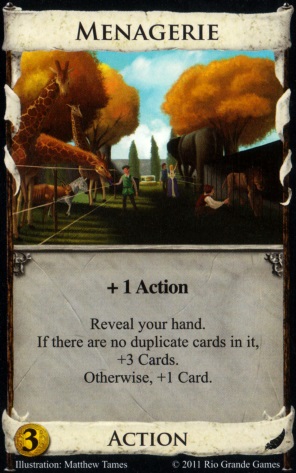 MENAGERIE
+ 1 Action
Reveal your hand.
If there are no duplicate cards in it,
+3 Cards.
Otherwise, +1 Card.
3
ACTION
Illustration: Matthew Tames © 2011 Rio Grande Games